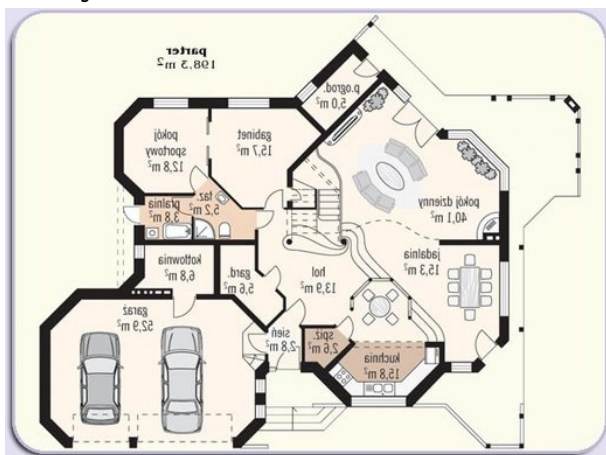 parter
198.3 m²
p.ogrod.
5.0 m²
gabinet
15.7 m²
pokój
sportowy
12.8 m²
pokój dzienny
40.1 m²
łaz.
5.2 m²
pralnia
3.8 m²
jadalnia
15.3 m²
hol
13.9 m²
kotłownia
6.8 m²
gard.
5.6 m²
garaż
52.9 m²
sień
2.8 m²
spiż.
2.6 m²
kuchnia
15.8 m²